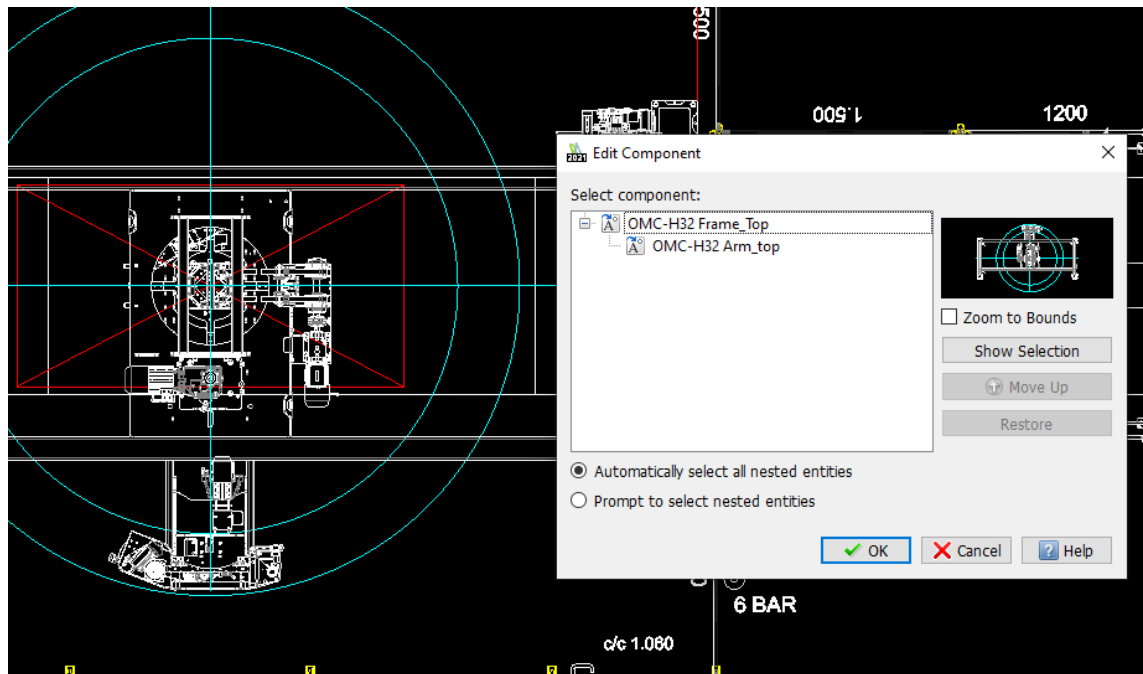 500
1.500
1200
2021 Edit Component
Select component:
OMC-H32 Frame_Top
OMC-H32 Arm_top
Zoom to Bounds
Show Selection
Move Up
Restore
Automatically select all nested entities
Prompt to select nested entities
OK
Cancel
Help
6 BAR
c/c 1.060